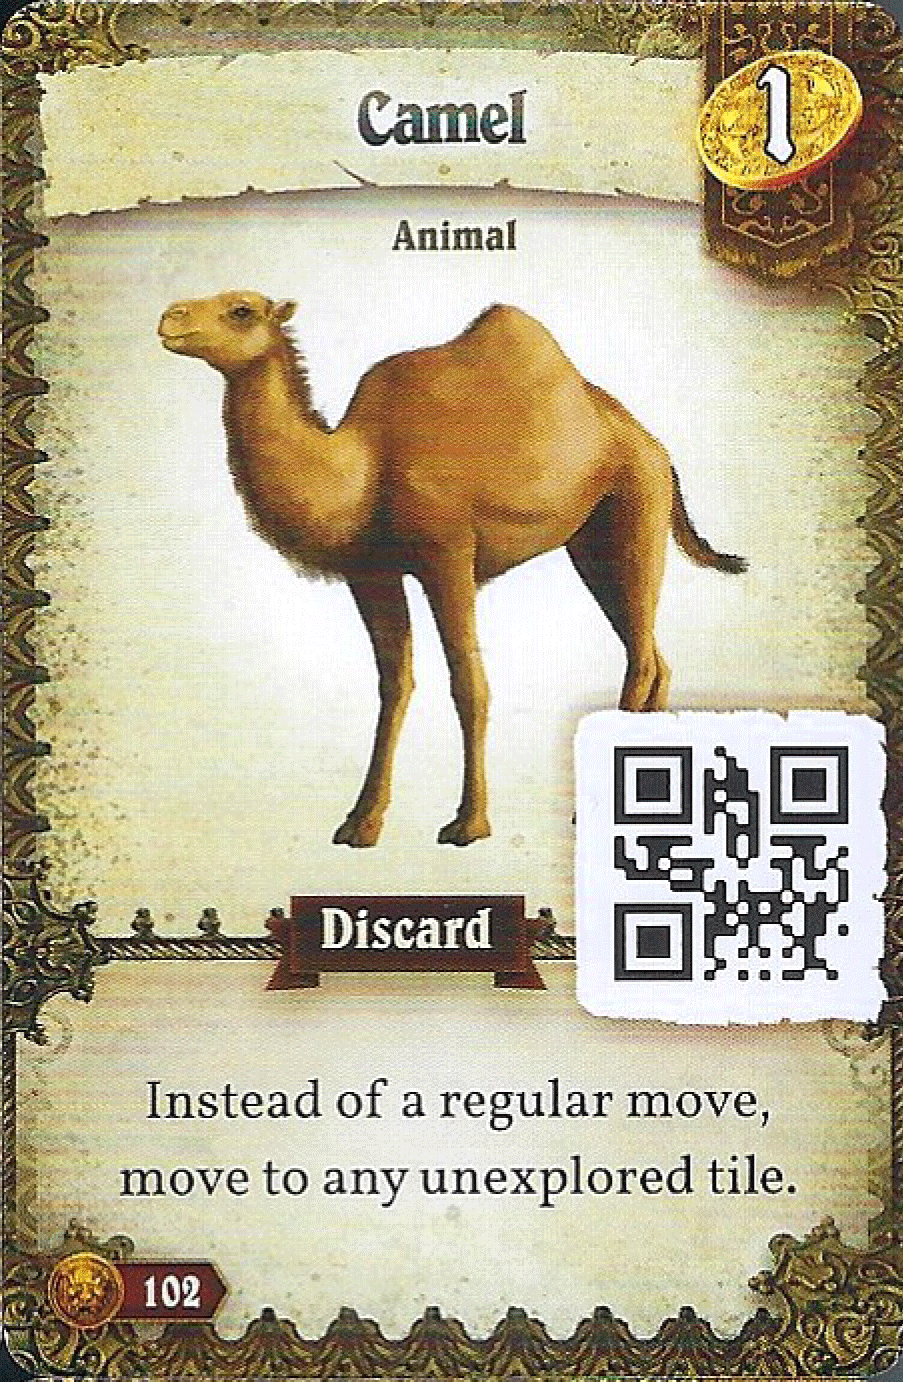 Camel
1
Animal
Discard
Instead of a regular move,
move to any unexplored tile.
102